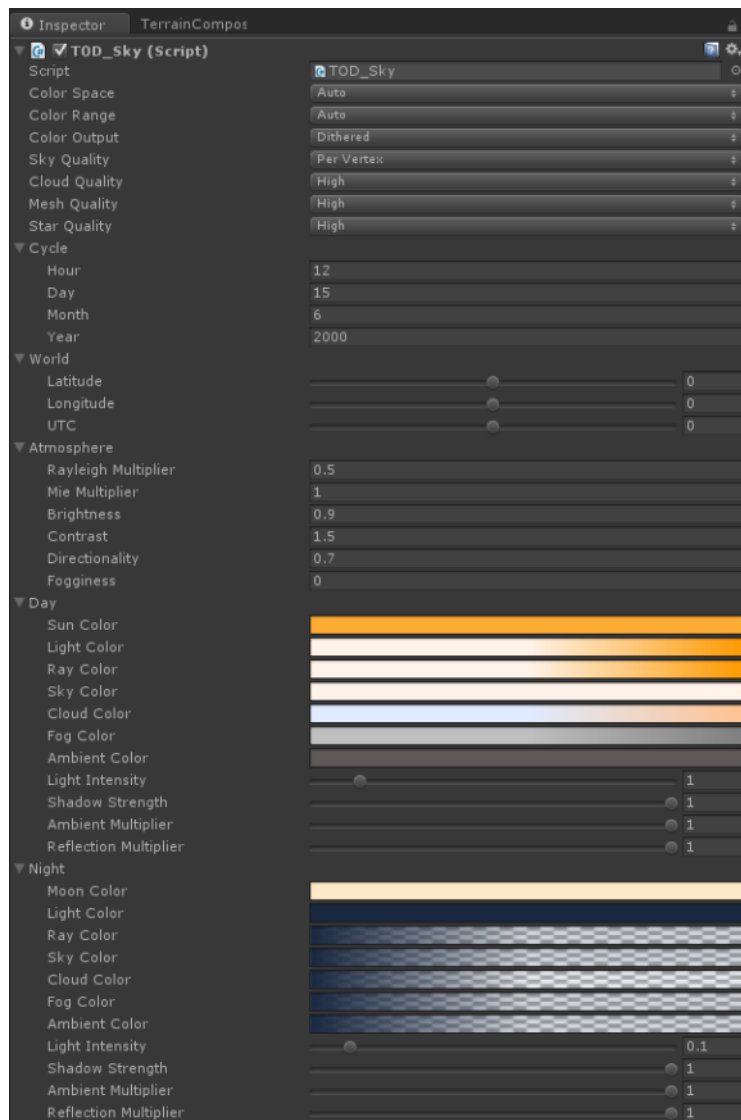 Inspector TerrainCompos
TOD_Sky (Script)
Script TOD_Sky
Color Space Auto
Color Range Auto
Color Output Dithered
Sky Quality Per Vertex
Cloud Quality High
Mesh Quality High
Star Quality High
Cycle
Hour 12
Day 15
Month 6
Year 2000
World
Latitude 0
Longitude 0
UTC 0
Atmosphere
Rayleigh Multiplier 0.5
Mie Multiplier 1
Brightness 0.9
Contrast 1.5
Directionality 0.7
Fogginess 0
Day
Sun Color
Light Color
Ray Color
Sky Color
Cloud Color
Fog Color
Ambient Color
Light Intensity 1
Shadow Strength 1
Ambient Multiplier 1
Reflection Multiplier 1
Night
Moon Color
Light Color
Ray Color
Sky Color
Cloud Color
Fog Color
Ambient Color
Light Intensity 0.1
Shadow Strength 1
Ambient Multiplier 1
Reflection Multiplier 1